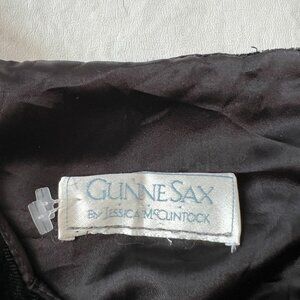 GUNNE SAX
BY JESSICA MCCLINTOCK